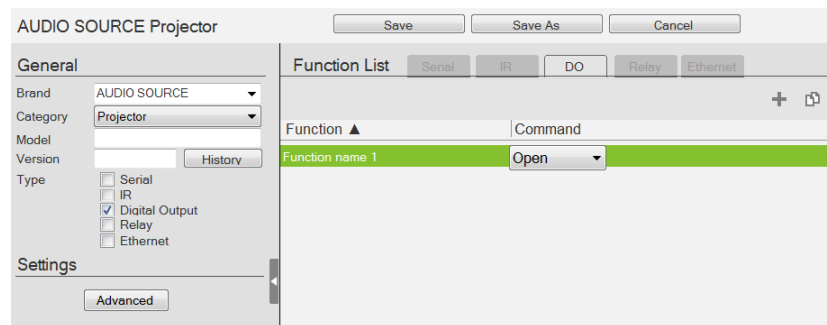 AUDIO SOURCE Projector Save Save As Cancel
General
Brand AUDIO SOURCE
Category Projector
Model
Version History
Type Serial
IR
Digital Output
Relay
Ethernet
Settings
Advanced
Function List Serial IR DO Relay Ethernet
Function ▲ Command
Function name 1 Open